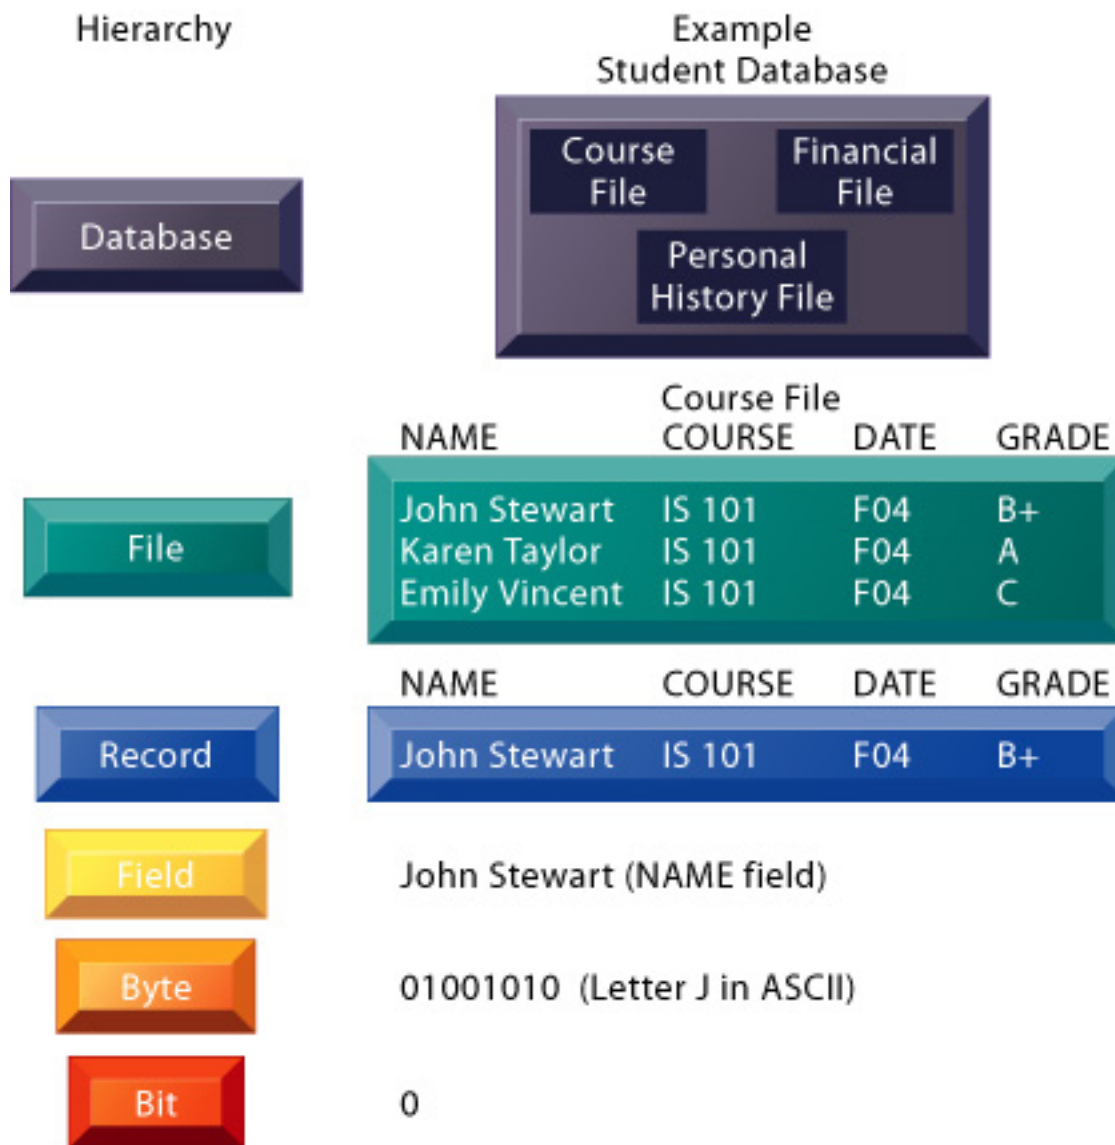 Hierarchy
Example
Student Database
Database
Course
File
Financial
File
Personal
History File
Course File
NAME COURSE DATE GRADE
File
John Stewart IS 101 F04 B+
Karen Taylor IS 101 F04 A
Emily Vincent IS 101 F04 C
NAME COURSE DATE GRADE
Record
John Stewart IS 101 F04 B+
Field
John Stewart (NAME field)
Byte
01001010 (Letter J in ASCII)
Bit
0